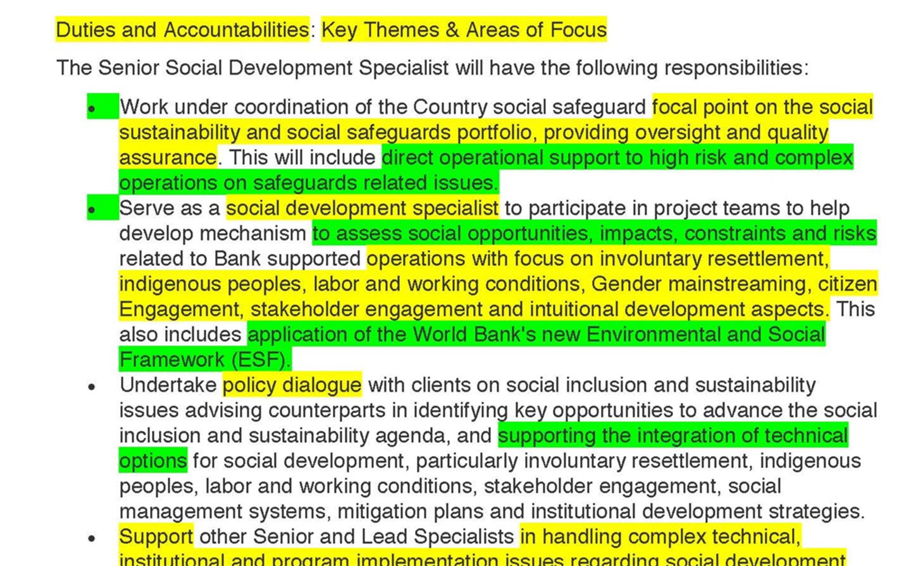 Duties and Accountabilities: Key Themes & Areas of Focus
The Senior Social Development Specialist will have the following responsibilities:
• Work under coordination of the Country social safeguard focal point on the social
sustainability and social safeguards portfolio, providing oversight and quality
assurance. This will include direct operational support to high risk and complex
operations on safeguards related issues.
• Serve as a social development specialist to participate in project teams to help
develop mechanism to assess social opportunities, impacts, constraints and risks
related to Bank supported operations with focus on involuntary resettlement,
indigenous peoples, labor and working conditions, Gender mainstreaming, citizen
Engagement, stakeholder engagement and intuitional development aspects. This
also includes application of the World Bank's new Environmental and Social
Framework (ESF).
• Undertake policy dialogue with clients on social inclusion and sustainability
issues advising counterparts in identifying key opportunities to advance the social
inclusion and sustainability agenda, and supporting the integration of technical
options for social development, particularly involuntary resettlement, indigenous
peoples, labor and working conditions, stakeholder engagement, social
management systems, mitigation plans and institutional development strategies.
• Support other Senior and Lead Specialists in handling complex technical,
institutional and program implementation issues regarding social development